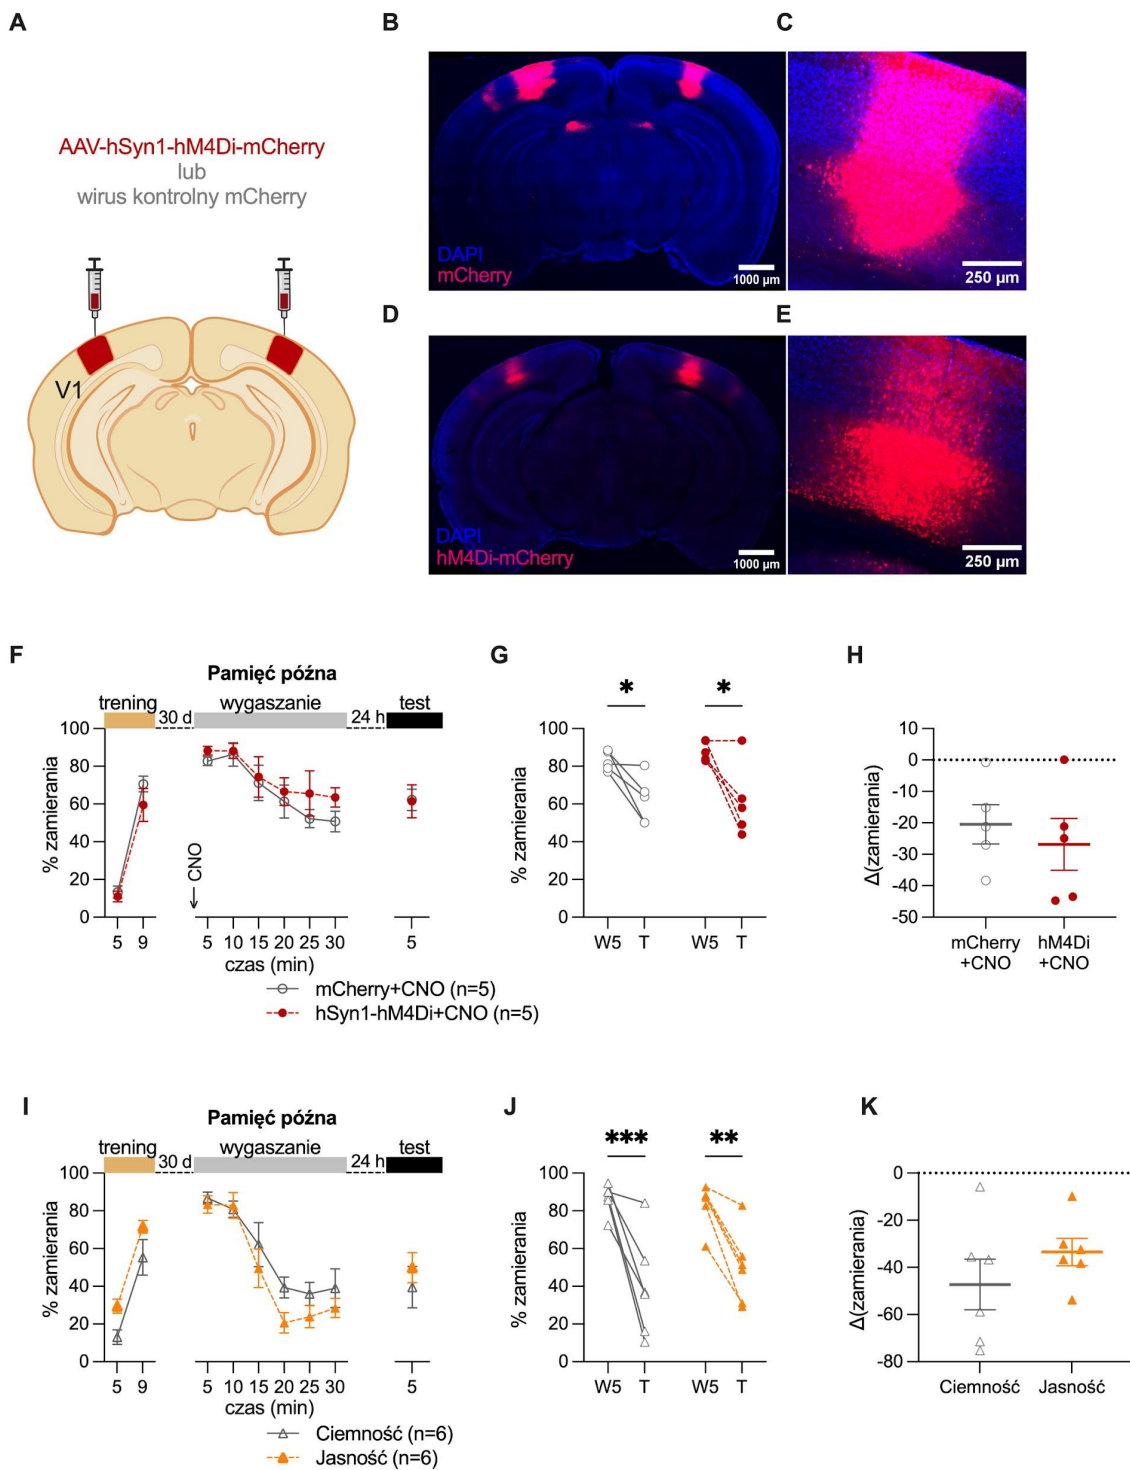 A
AAV-hSyn1-hM4Di-mCherry
lub
wirus kontrolny mCherry
V1
B
DAPI
mCherry
1000 µm
C
250 µm
D
DAPI
hM4Di-mCherry
1000 µm
E
250 µm
F
Pamięć późna
trening
30 d
wygaszanie
24 h
test
% zamierania
100
80
60
40
20
0
CNO
5 9 5 10 15 20 25 30 5
czas (min)
mCherry+CNO (n=5)
hSyn1-hM4Di+CNO (n=5)
G
* *
% zamierania
100
80
60
40
20
0
W5 T W5 T
H
Δ(zamierania)
10
0
-10
-20
-30
-40
-50
mCherry
+CNO
hM4Di
+CNO
I
Pamięć późna
trening
30 d
wygaszanie
24 h
test
% zamierania
100
80
60
40
20
0
5 9 5 10 15 20 25 30 5
czas (min)
Ciemność (n=6)
Jasność (n=6)
J
*** **
% zamierania
100
80
60
40
20
0
W5 T W5 T
K
Δ(zamierania)
0
-20
-40
-60
-80
Ciemność Jasność